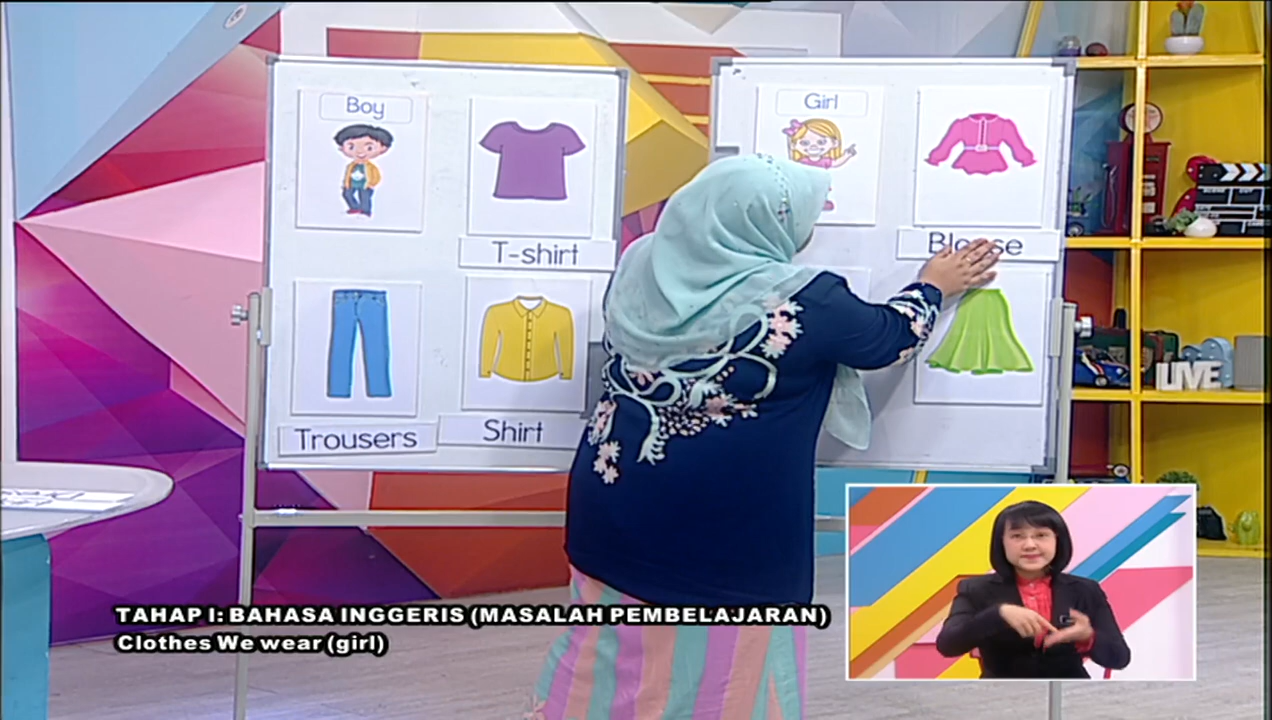 Boy
T-shirt
Trousers
Shirt
Girl
Blouse
LIVE
TAHAP I: BAHASA INGGERIS (MASALAH PEMBELAJARAN)
Clothes We wear (girl)